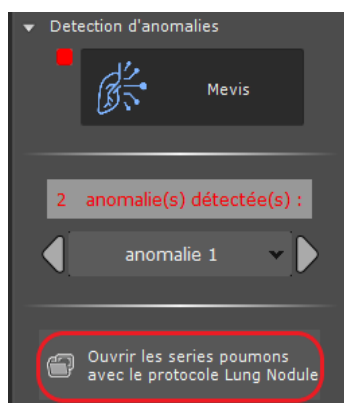 Detection d'anomalies
Mevis
2 anomalie(s) détectée(s) :
anomalie 1
Ouvrir les series poumons
avec le protocole Lung Nodule